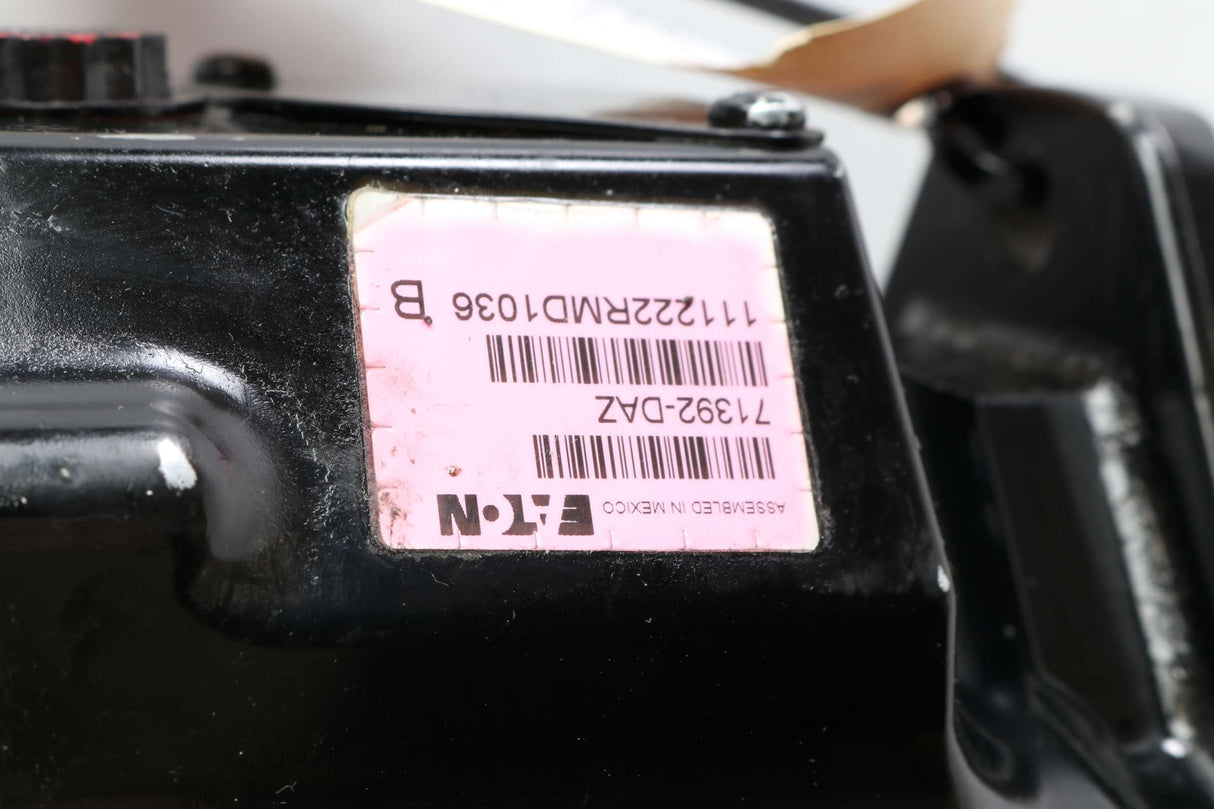 ASSEMBLED IN MEXICO EATON
71392-DAZ
111222RMD1036 B